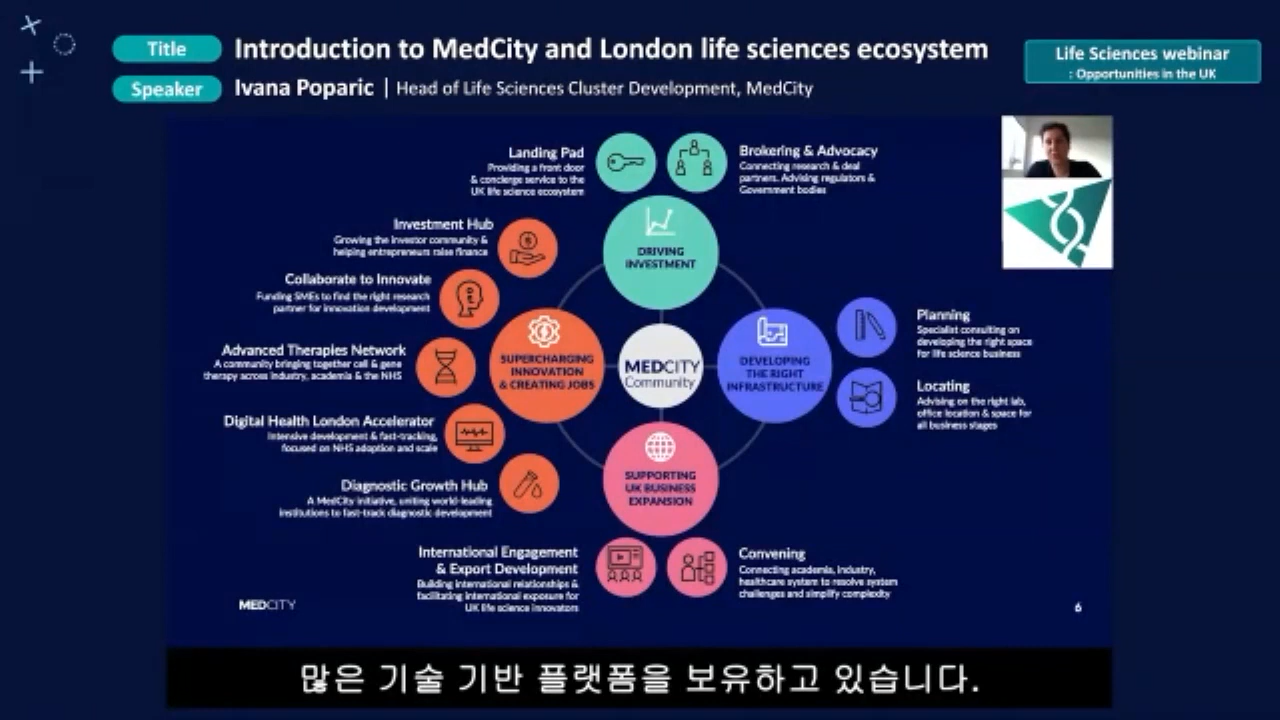 Title
Introduction to MedCity and London life sciences ecosystem
Speaker
Ivana Poparic | Head of Life Sciences Cluster Development, MedCity
Life Sciences webinar
: Opportunities in the UK
Landing Pad
Providing a front door
& concierge service to the
UK life science ecosystem
Brokering & Advocacy
Connecting research & deal
partners. Advising regulators &
Government bodies
Investment Hub
Growing the investor community &
helping entrepreneurs raise finance
DRIVING
INVESTMENT
Collaborate to Innovate
Funding SMEs to find the right research
partner for innovation development
Planning
Specialist consulting on
developing the right space
for life science business
Advanced Therapies Network
A community bringing together cell & gene
therapy across industry, academia & the NHS
SUPERCHARGING
INNOVATION
& CREATING JOBS
MEDCITY
Community
DEVELOPING
THE RIGHT
INFRASTRUCTURE
Locating
Advising on the right lab,
office location & space for
all business stages
Digital Health London Accelerator
Intensive development & fast-tracking,
focused on NHS adoption and scale
Diagnostic Growth Hub
A MedCity initiative, uniting world-leading
institutions to fast-track diagnostic development
SUPPORTING
UK BUSINESS
EXPANSION
International Engagement
& Export Development
Building international relationships &
facilitating international exposure for
UK life science innovators
Convening
Connecting academia, industry,
healthcare system to resolve system
challenges and simplify complexity
MEDCITY
6
많은 기술 기반 플랫폼을 보유하고 있습니다.